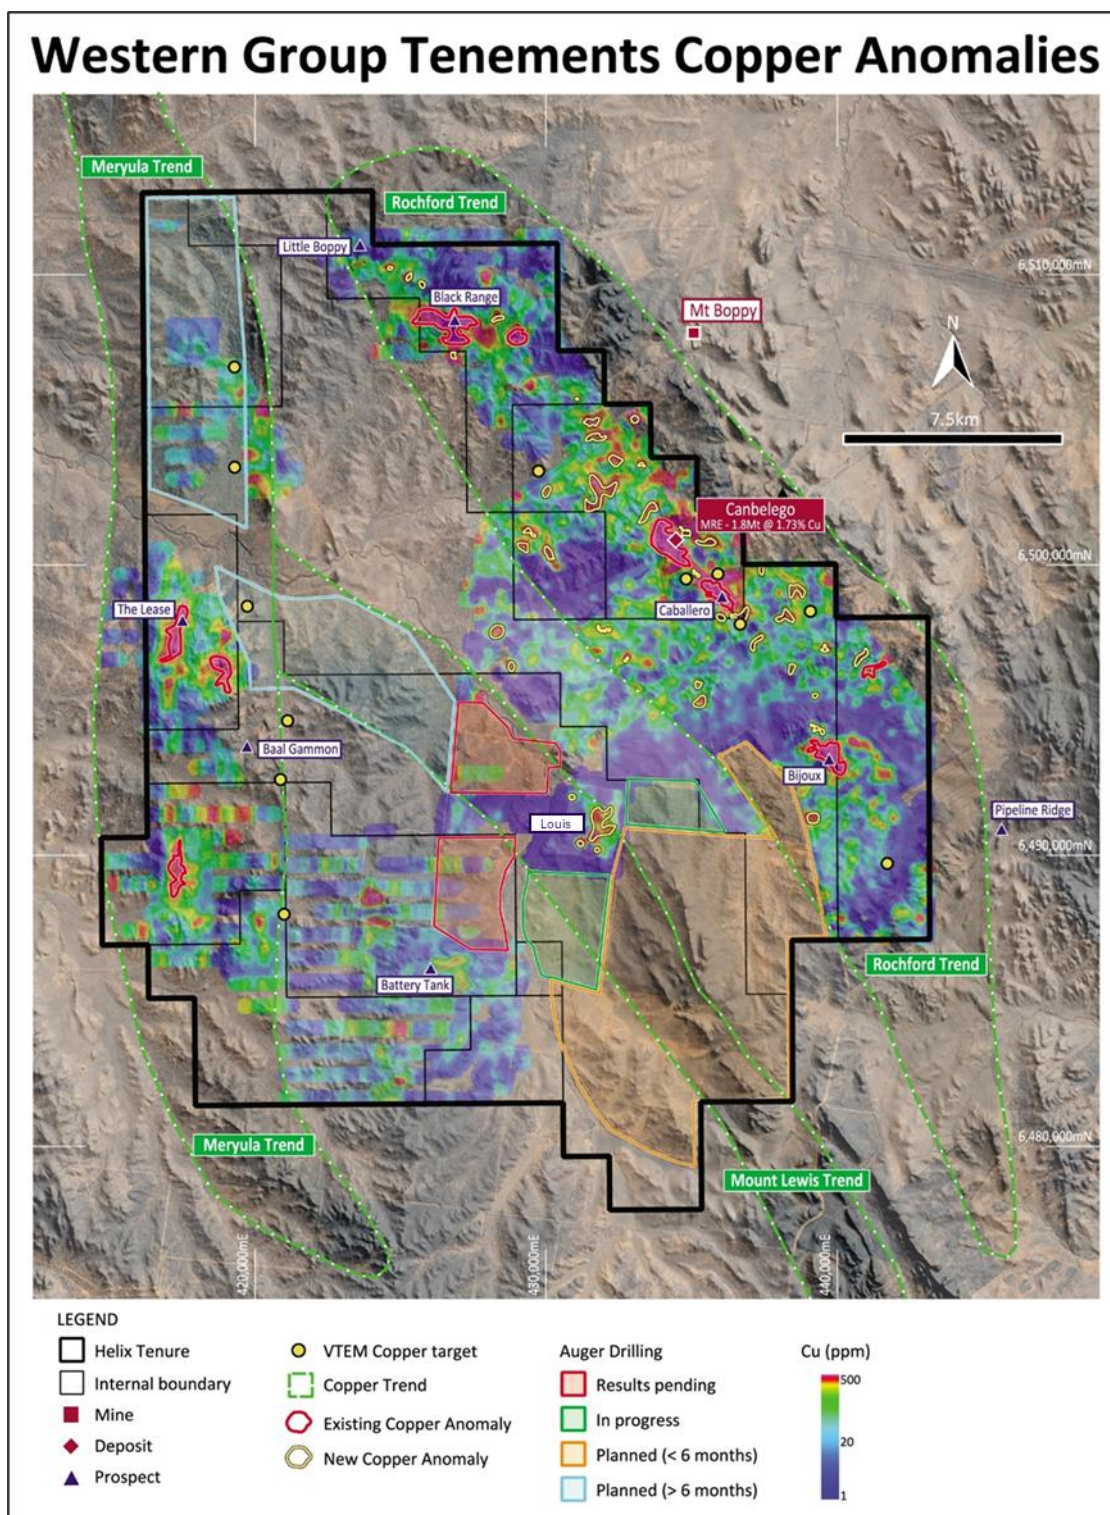 Western Group Tenements Copper Anomalies
Meryula Trend
Rochford Trend
Little Boppy
6,510,000mN
Black Range
Mt Boppy
N
7.5km
Canbelego
MRE - 1.8Mt @ 1.73% Cu
6,500,000mN
The Lease
Caballero
Baal Gammon
Bijoux
Pipeline Ridge
Louis
6,490,000mN
Rochford Trend
Battery Tank
Meryula Trend
6,480,000mN
Mount Lewis Trend
420,000mE
430,000mE
440,000mE
LEGEND
Helix Tenure
Internal boundary
Mine
Deposit
Prospect
VTEM Copper target
Copper Trend
Existing Copper Anomaly
New Copper Anomaly
Auger Drilling
Results pending
In progress
Planned (< 6 months)
Planned (> 6 months)
Cu (ppm)
500
20
1